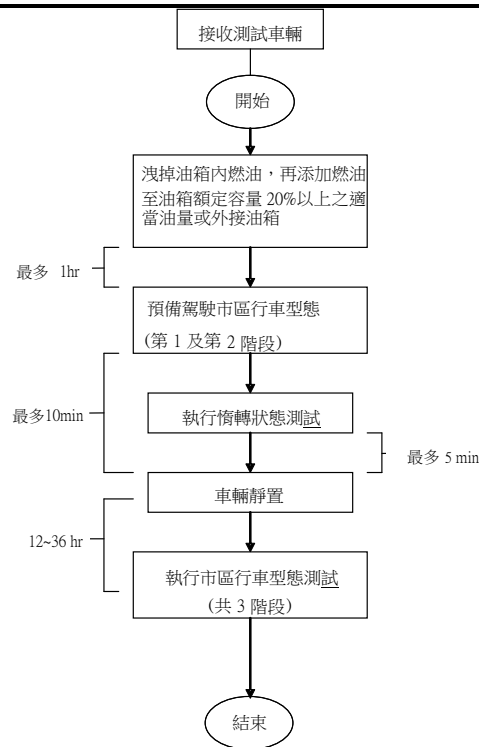 接收測試車輛
開始
洩掉油箱內燃油，再添加燃油
至油箱額定容量 20%以上之適
當油量或外接油箱
最多 1hr
預備駕駛市區行車型態
(第 1 及第 2 階段)
最多10min
執行惰轉狀態測試
最多 5 min
車輛靜置
12~36 hr
執行市區行車型態測試
(共 3 階段)
結束